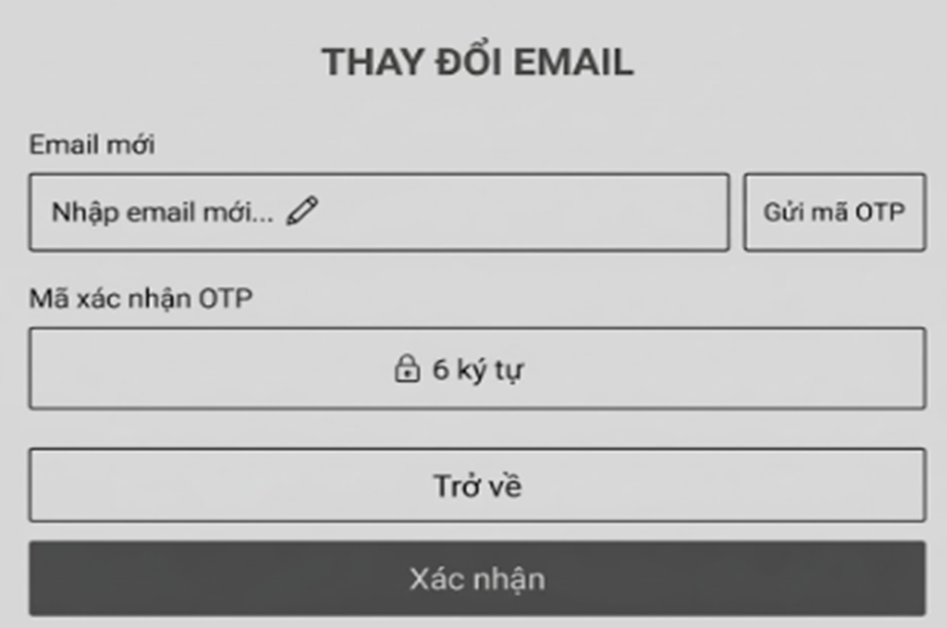 THAY ĐỔI EMAIL
Email mới
Nhập email mới...
Gửi mã OTP
Mã xác nhận OTP
6 ký tự
Trở về
Xác nhận